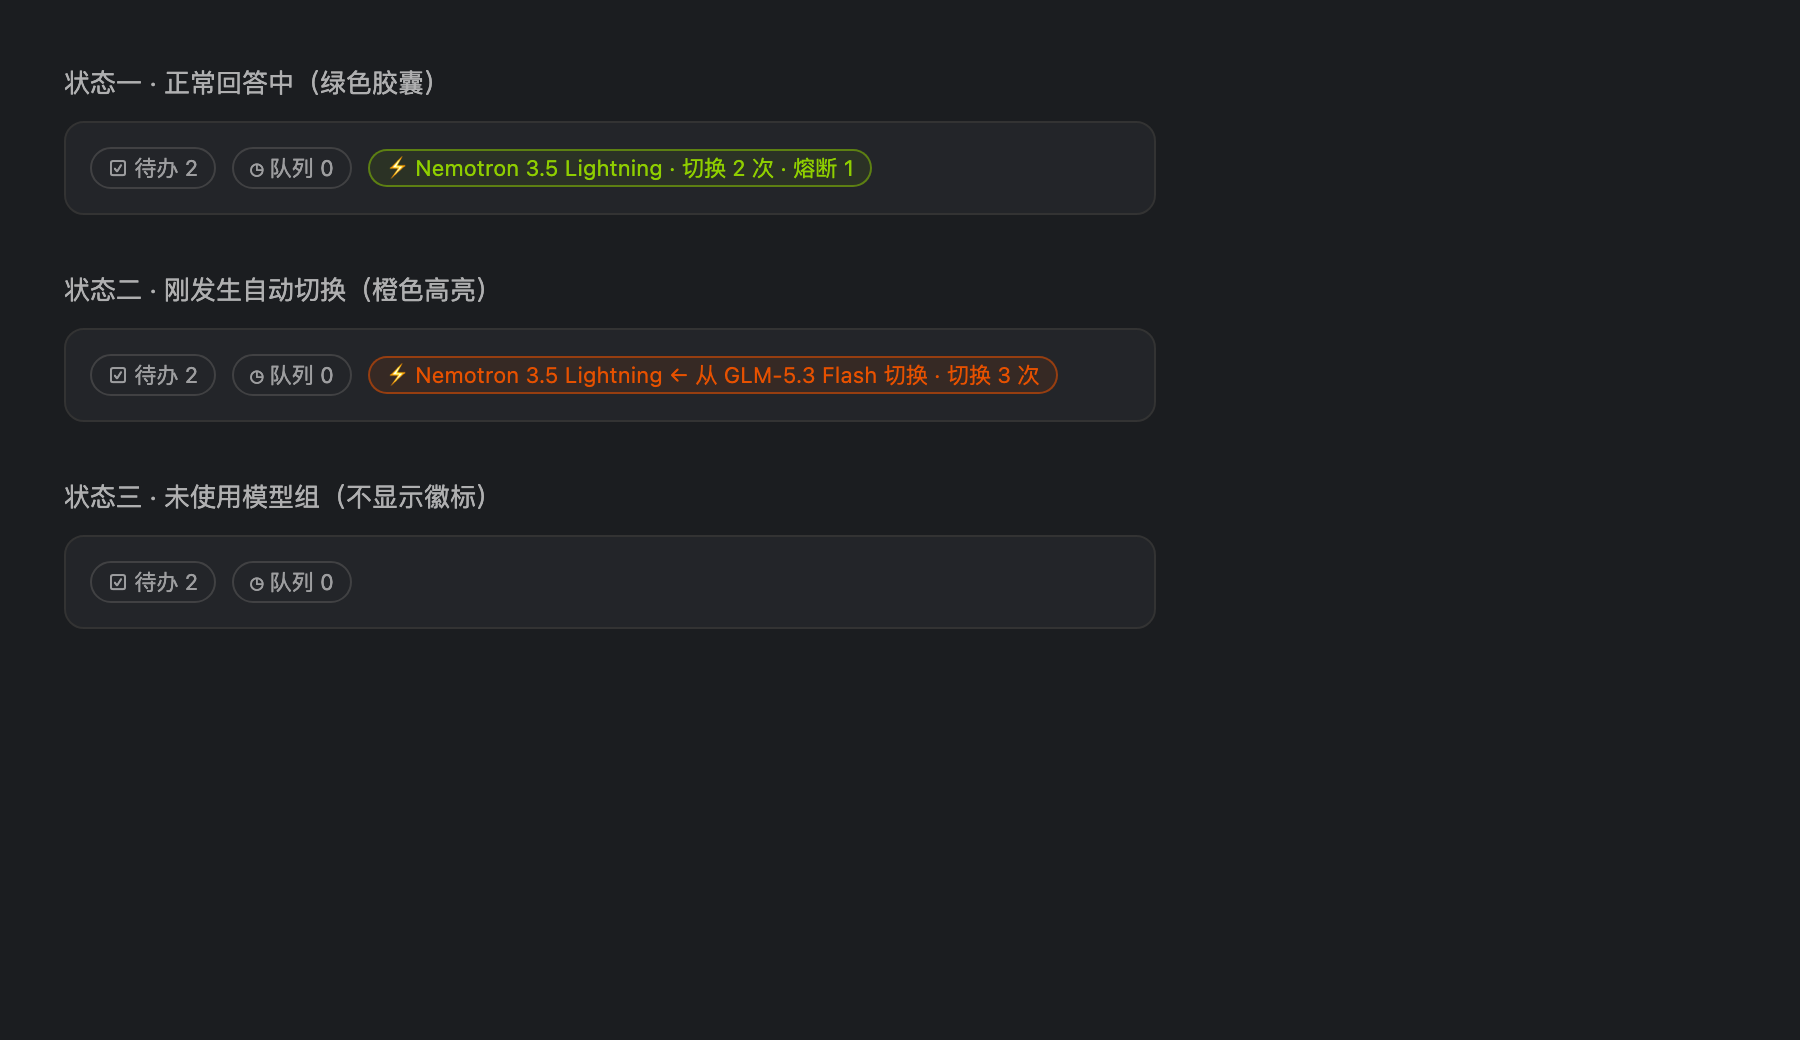 状态一 · 正常回答中（绿色胶囊）
待办 2 队列 0 ⚡ Nemotron 3.5 Lightning · 切换 2 次 · 熔断 1
状态二 · 刚发生自动切换（橙色高亮）
待办 2 队列 0 ⚡ Nemotron 3.5 Lightning ← 从 GLM-5.3 Flash 切换 · 切换 3 次
状态三 · 未使用模型组（不显示徽标）
待办 2 队列 0